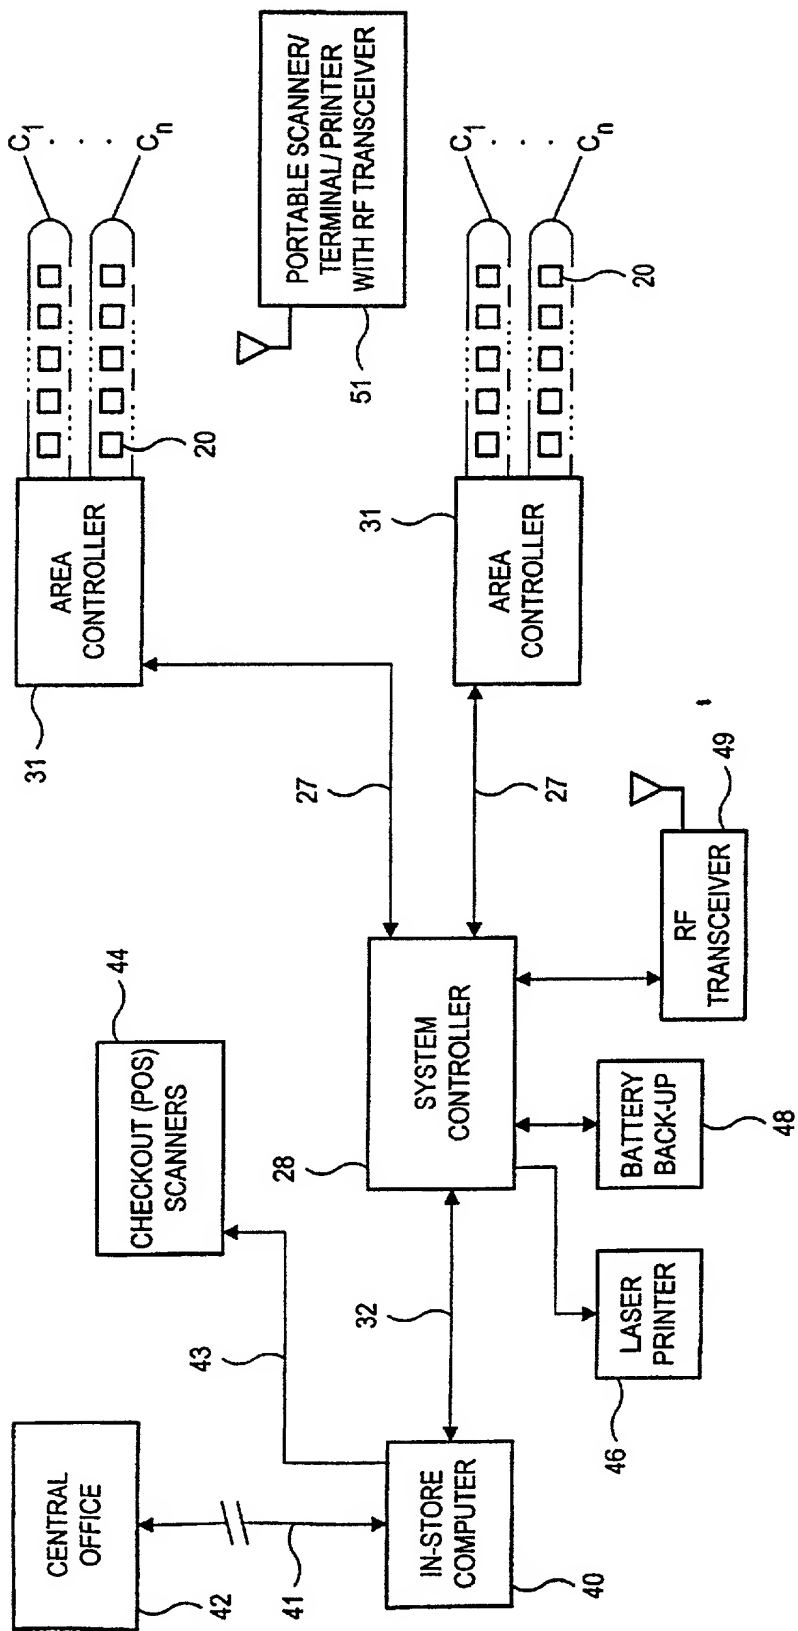 CENTRAL
OFFICE
42
41
IN-STORE
COMPUTER
40
43
CHECKOUT (POS)
SCANNERS
44
32
SYSTEM
CONTROLLER
28
LASER
PRINTER
46
BATTERY
BACK-UP
48
RF
TRANSCEIVER
49
27
27
AREA
CONTROLLER
31
20
C1
. . . .
Cn
AREA
CONTROLLER
31
20
C1
. . . .
Cn
PORTABLE SCANNER/
TERMINAL/PRINTER
WITH RF TRANSCEIVER
51